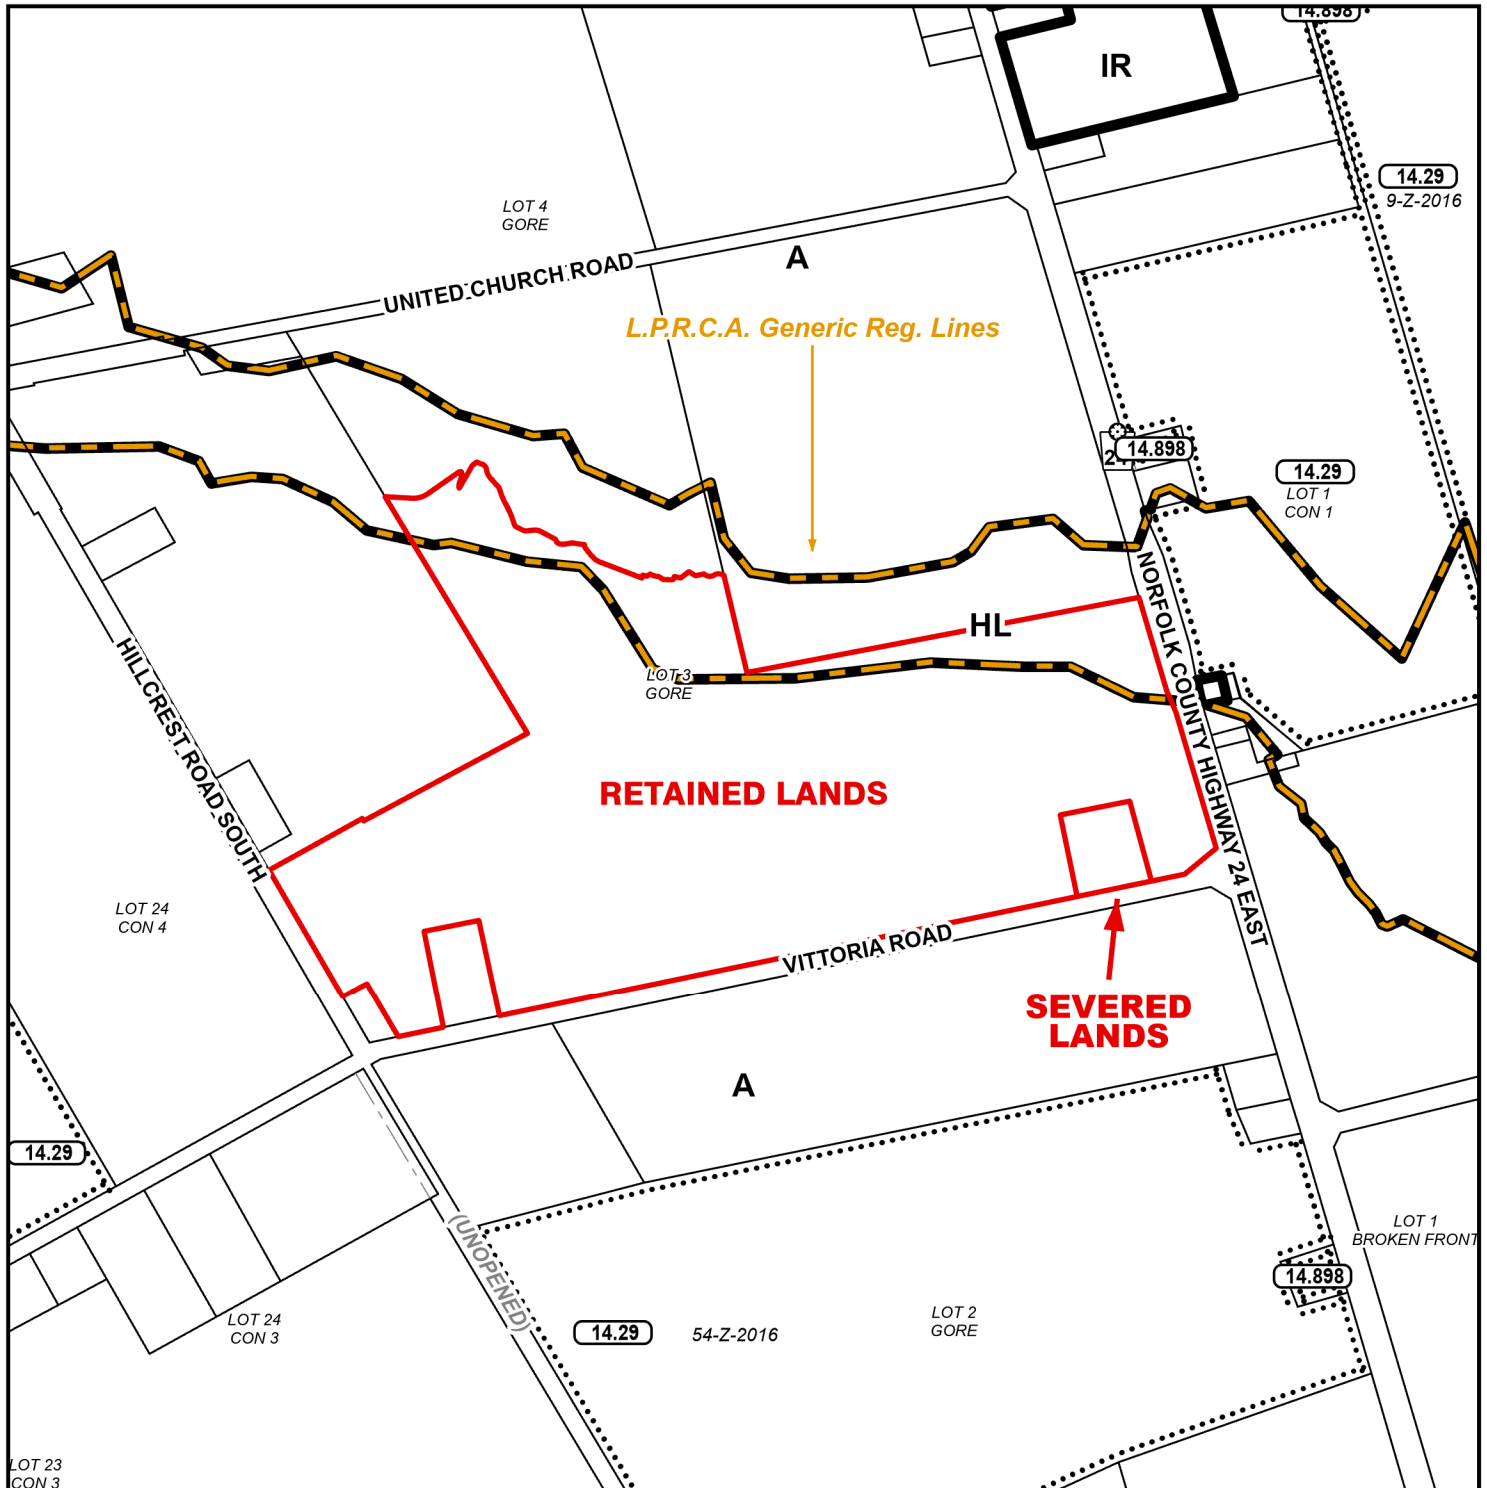 14.898
IR
14.29
9-Z-2016
LOT 4
GORE
A
UNITED CHURCH ROAD
L.P.R.C.A. Generic Reg. Lines
14.898
14.29
LOT 1
CON 1
HL
NORFOLK COUNTY HIGHWAY 24 EAST
LOT 3
GORE
HILLCREST ROAD SOUTH
RETAINED LANDS
LOT 24
CON 4
VITTORIA ROAD
SEVERED
LANDS
A
14.29
(UNOPENED)
LOT 1
BROKEN FRONT
14.898
LOT 24
CON 3
14.29
54-Z-2016
LOT 2
GORE
LOT 23
CON 3